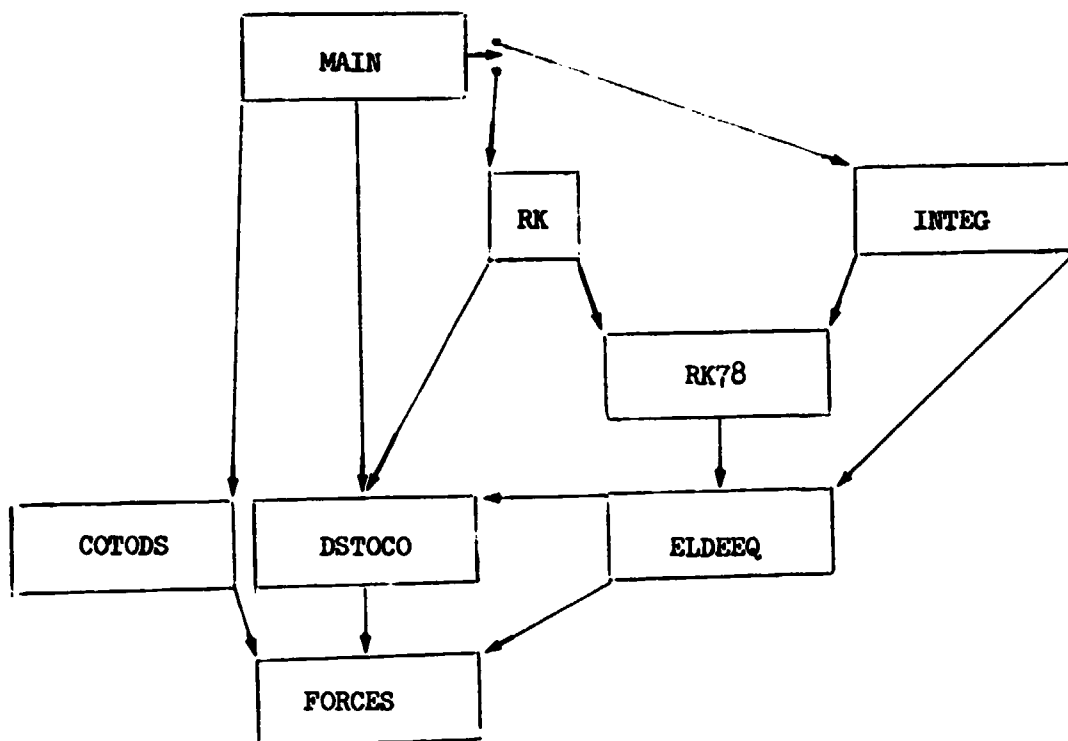 MAIN
RK
INTEG
RK78
COTODS
DSTOCO
ELDEEQ
FORCES